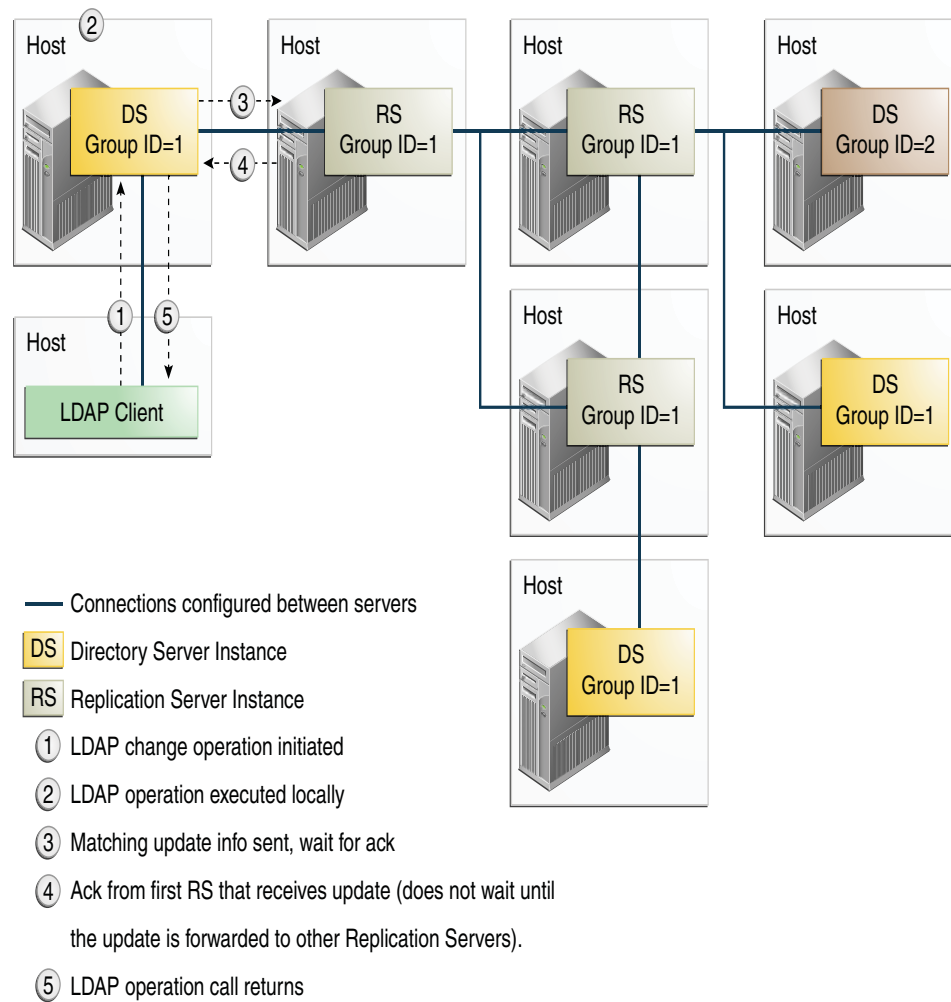 2
Host
DS
Group ID=1
3
4
Host
RS
Group ID=1
Host
RS
Group ID=1
Host
DS
Group ID=2
1
5
Host
LDAP Client
Host
RS
Group ID=1
Host
DS
Group ID=1
Host
DS
Group ID=1
Connections configured between servers
DS Directory Server Instance
RS Replication Server Instance
1 LDAP change operation initiated
2 LDAP operation executed locally
3 Matching update info sent, wait for ack
4 Ack from first RS that receives update (does not wait until
the update is forwarded to other Replication Servers).
5 LDAP operation call returns